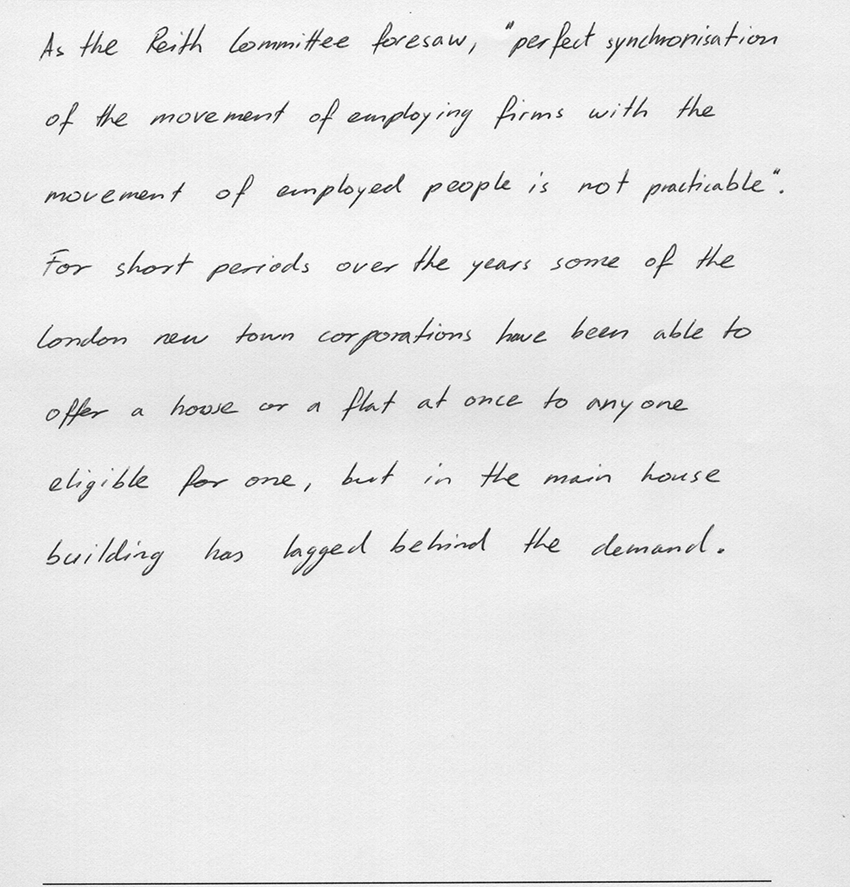 As the Reith Committee foresaw, "perfect synchronisation
of the movement of employing firms with the
movement of employed people is not practicable".
For short periods over the years some of the
London new town corporations have been able to
offer a house or a flat at once to anyone
eligible for one, but in the main house
building has lagged behind the demand.